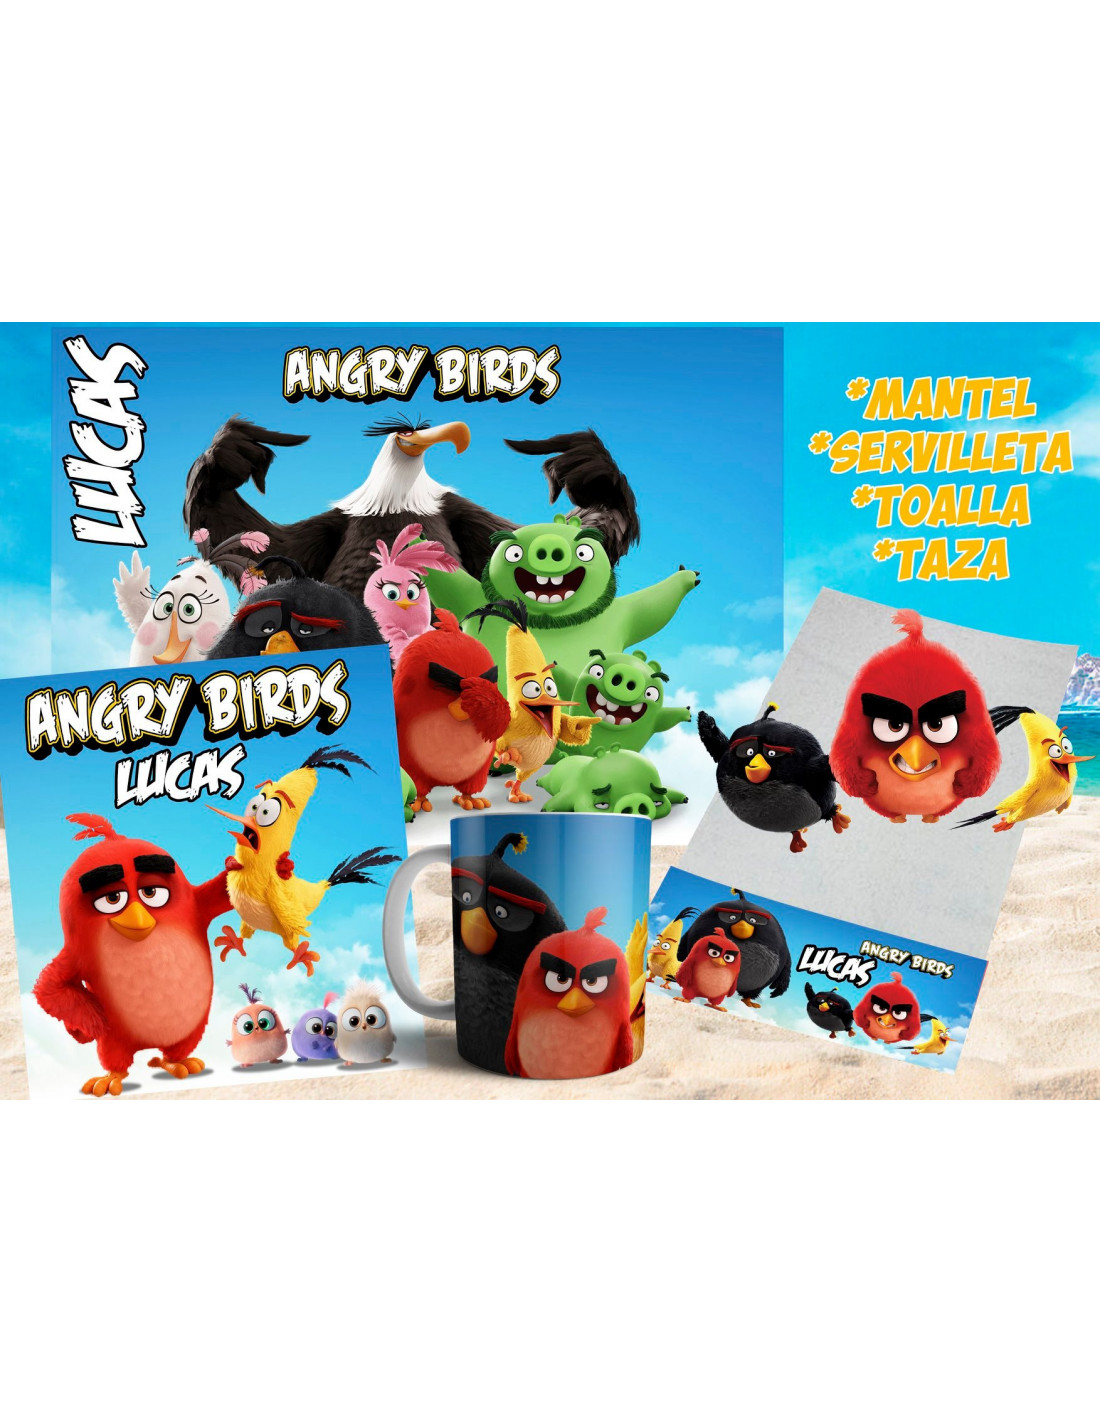 LUCAS
ANGRY BIRDS
*MANTEL
*SERVILLETA
*TOALLA
*TAZA
ANGRY BIRDS
LUCAS
LUCAS
ANGRY BIRDS